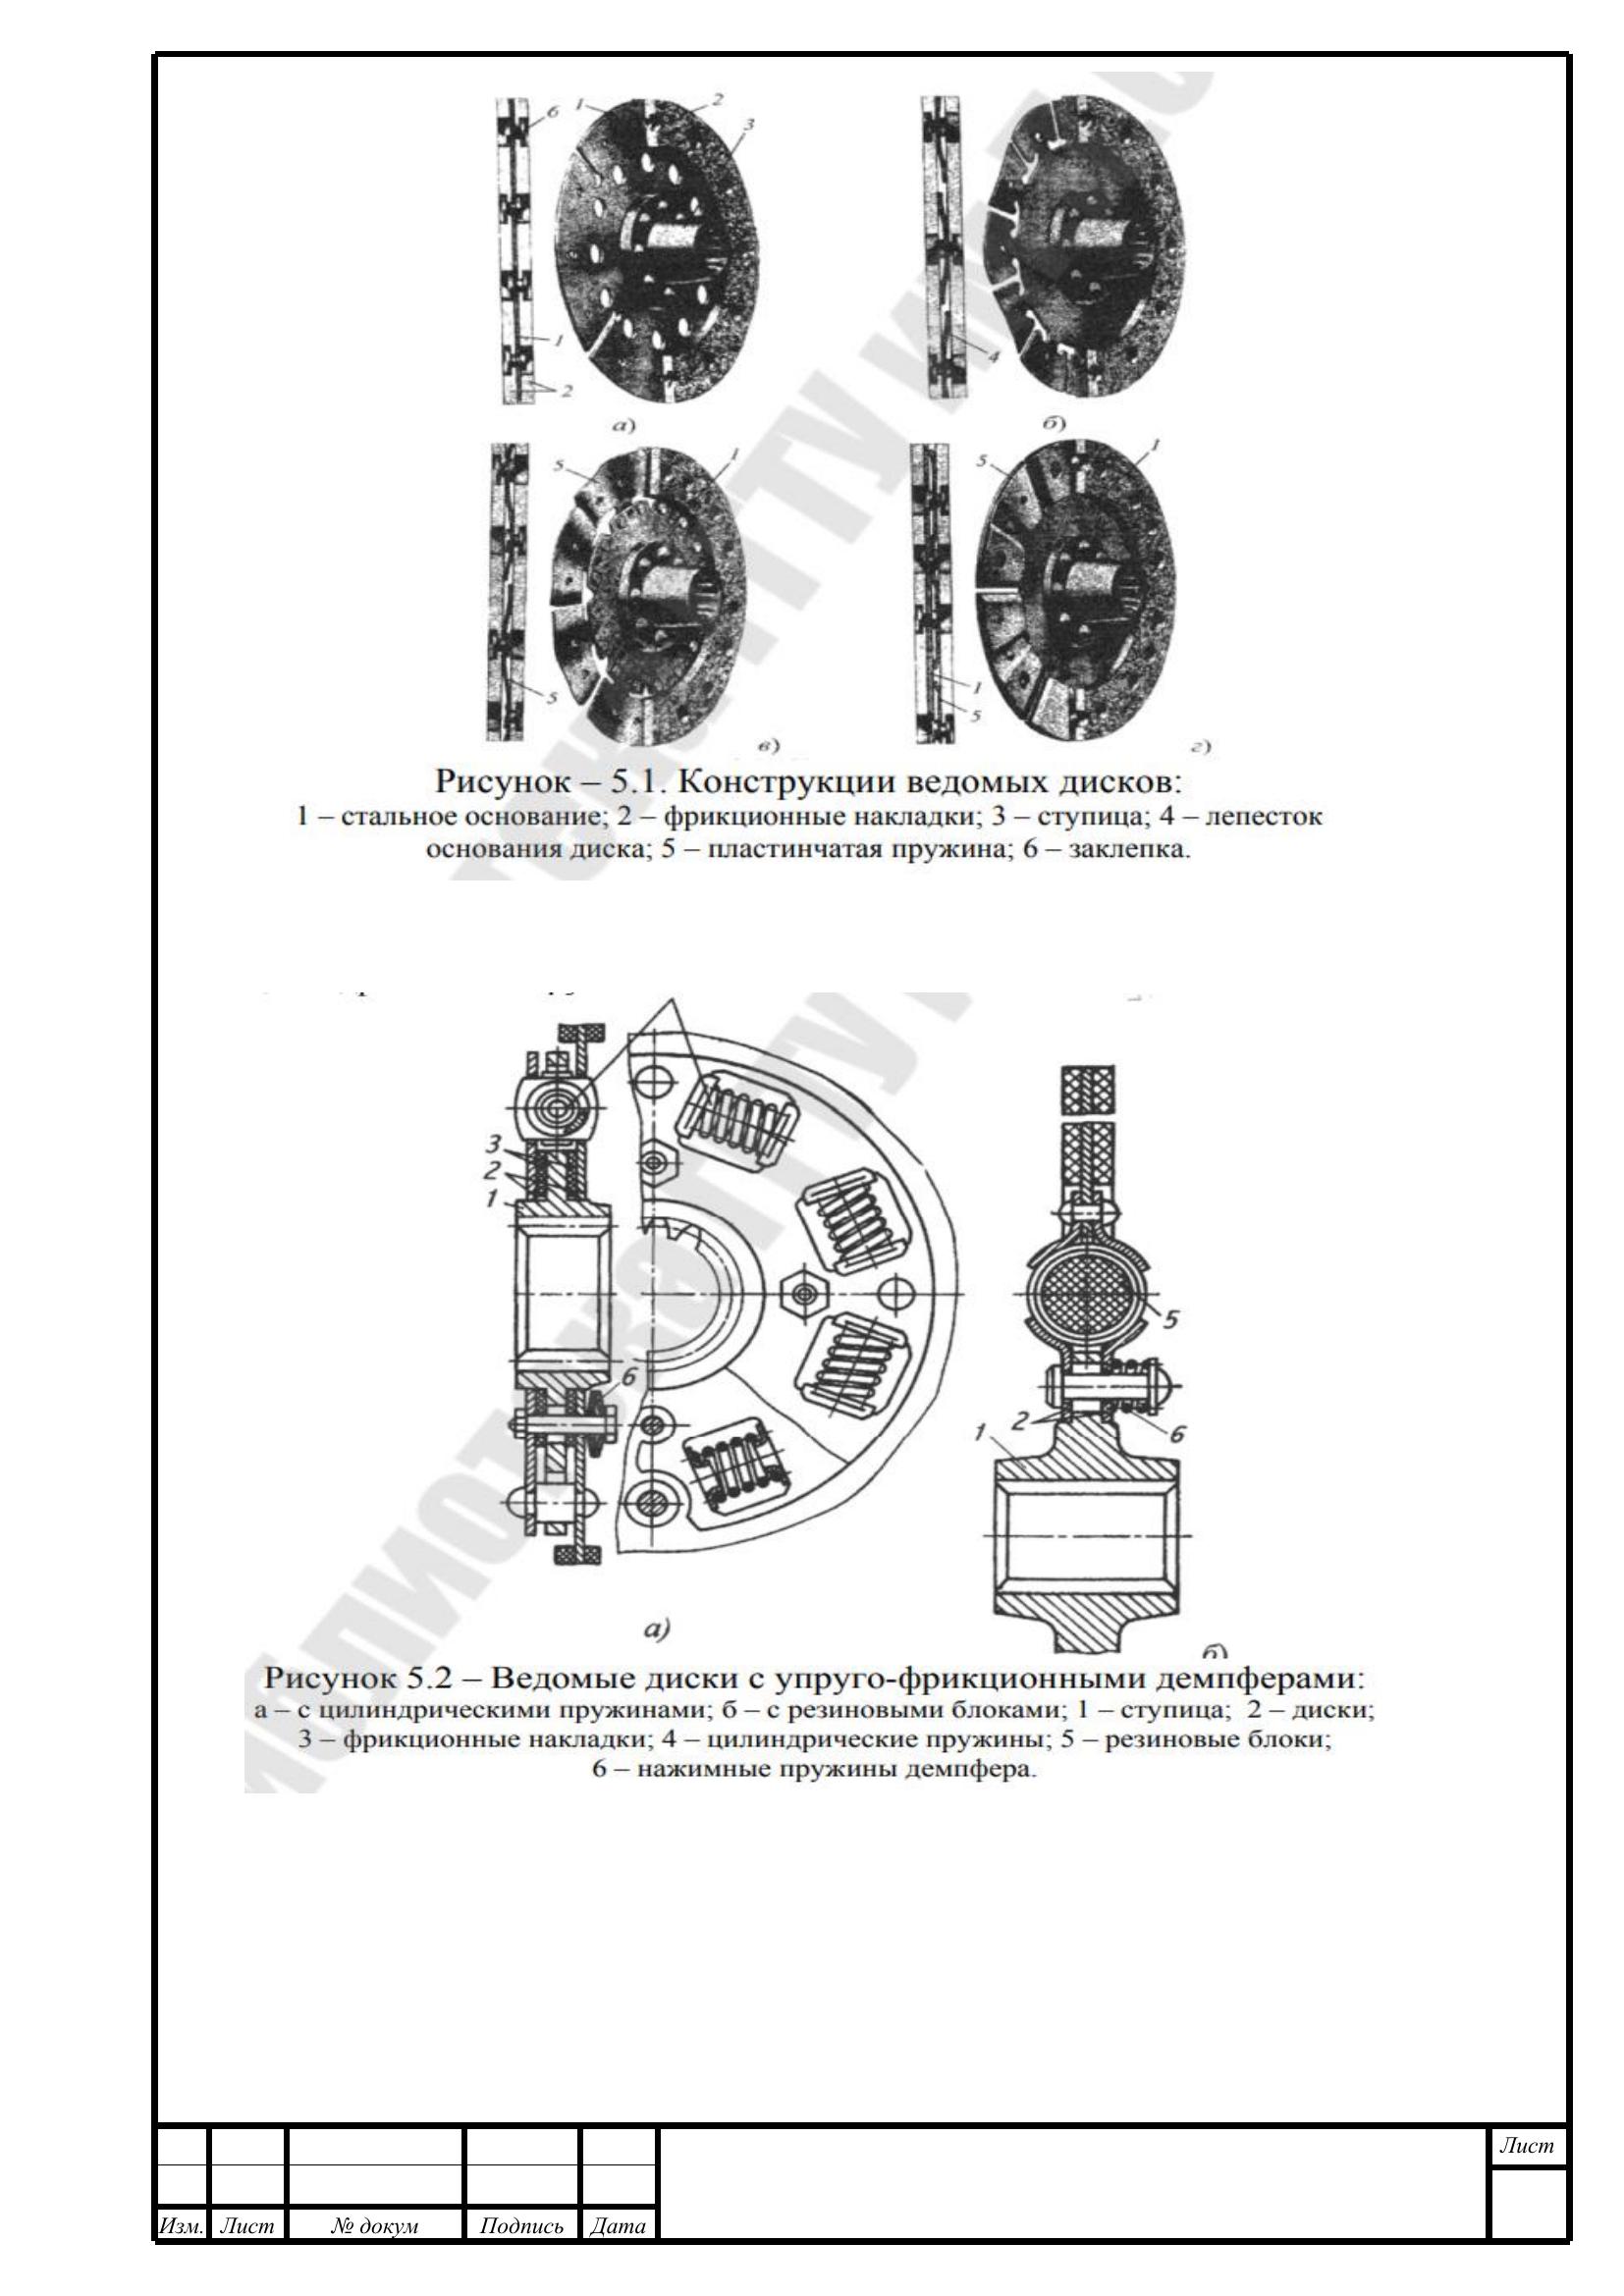 6 1 2
3
1
2
4
а)
б)
5 1
5 1
5
1
5
в)
г)
Рисунок – 5.1. Конструкции ведомых дисков:
1 – стальное основание; 2 – фрикционные накладки; 3 – ступица; 4 – лепесток
основания диска; 5 – пластинчатая пружина; 6 – заклепка.
3
2
1
5
6
2
1
6
а)
б)
Рисунок 5.2 – Ведомые диски с упруго-фрикционными демпферами:
а – с цилиндрическими пружинами; б – с резиновыми блоками; 1 – ступица; 2 – диски;
3 – фрикционные накладки; 4 – цилиндрические пружины; 5 – резиновые блоки;
6 – нажимные пружины демпфера.
Лист
Изм. Лист № докум Подпись Дата